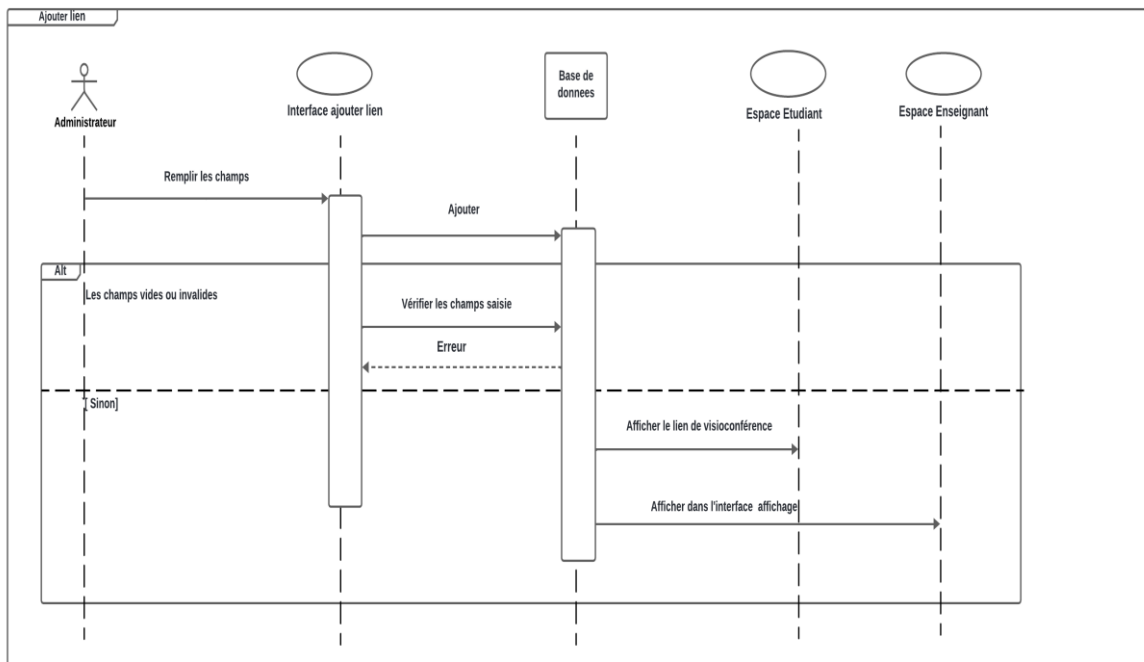 Ajouter lien
Administrateur
Interface ajouter lien
Base de
donnees
Espace Etudiant
Espace Enseignant
Remplir les champs
Ajouter
Alt
Les champs vides ou invalides
Vérifier les champs saisie
Erreur
[ Sinon]
Afficher le lien de visioconférence
Afficher dans l'interface affichage